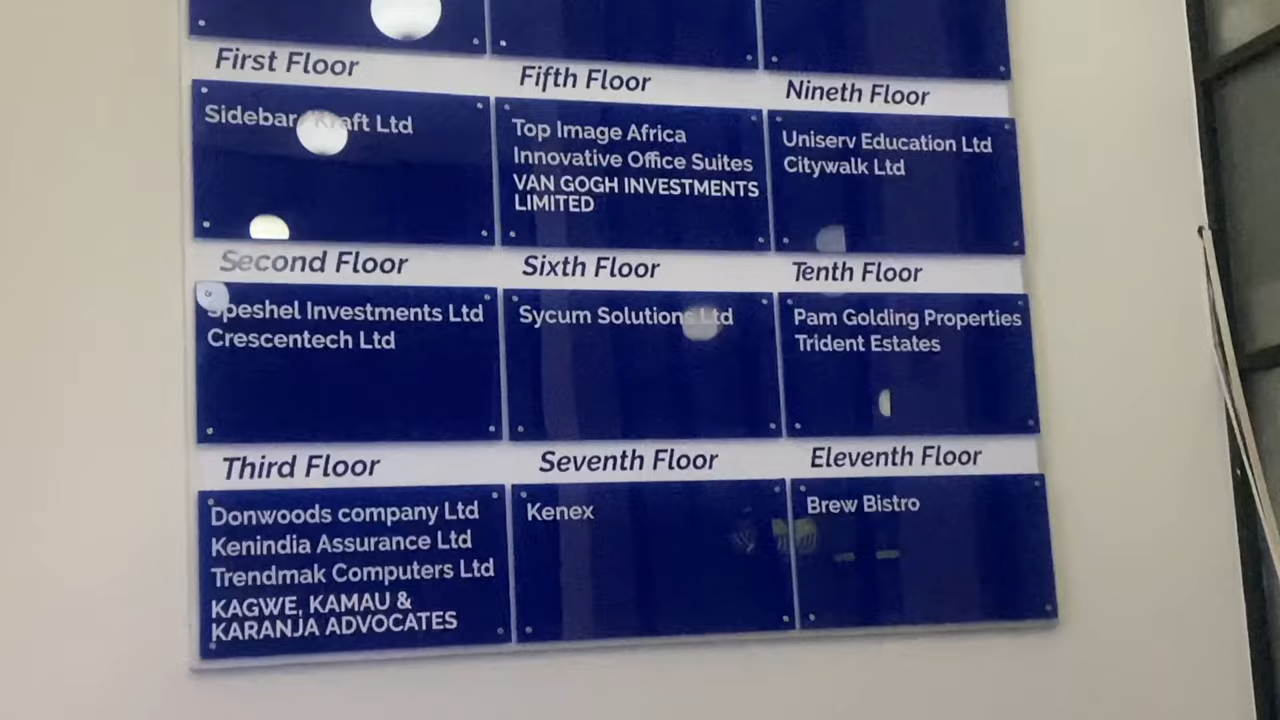 First Floor
Sidebar/Kraft Ltd
Second Floor
Speshel Investments Ltd
Crescentech Ltd
Third Floor
Donwoods company Ltd
Kenindia Assurance Ltd
Trendmak Computers Ltd
KAGWE, KAMAU &
KARANJA ADVOCATES
Fifth Floor
Top Image Africa
Innovative Office Suites
VAN GOGH INVESTMENTS
LIMITED
Sixth Floor
Sycum Solutions Ltd
Seventh Floor
Kenex
Nineth Floor
Uniserv Education Ltd
Citywalk Ltd
Tenth Floor
Pam Golding Properties
Trident Estates
Eleventh Floor
Brew Bistro